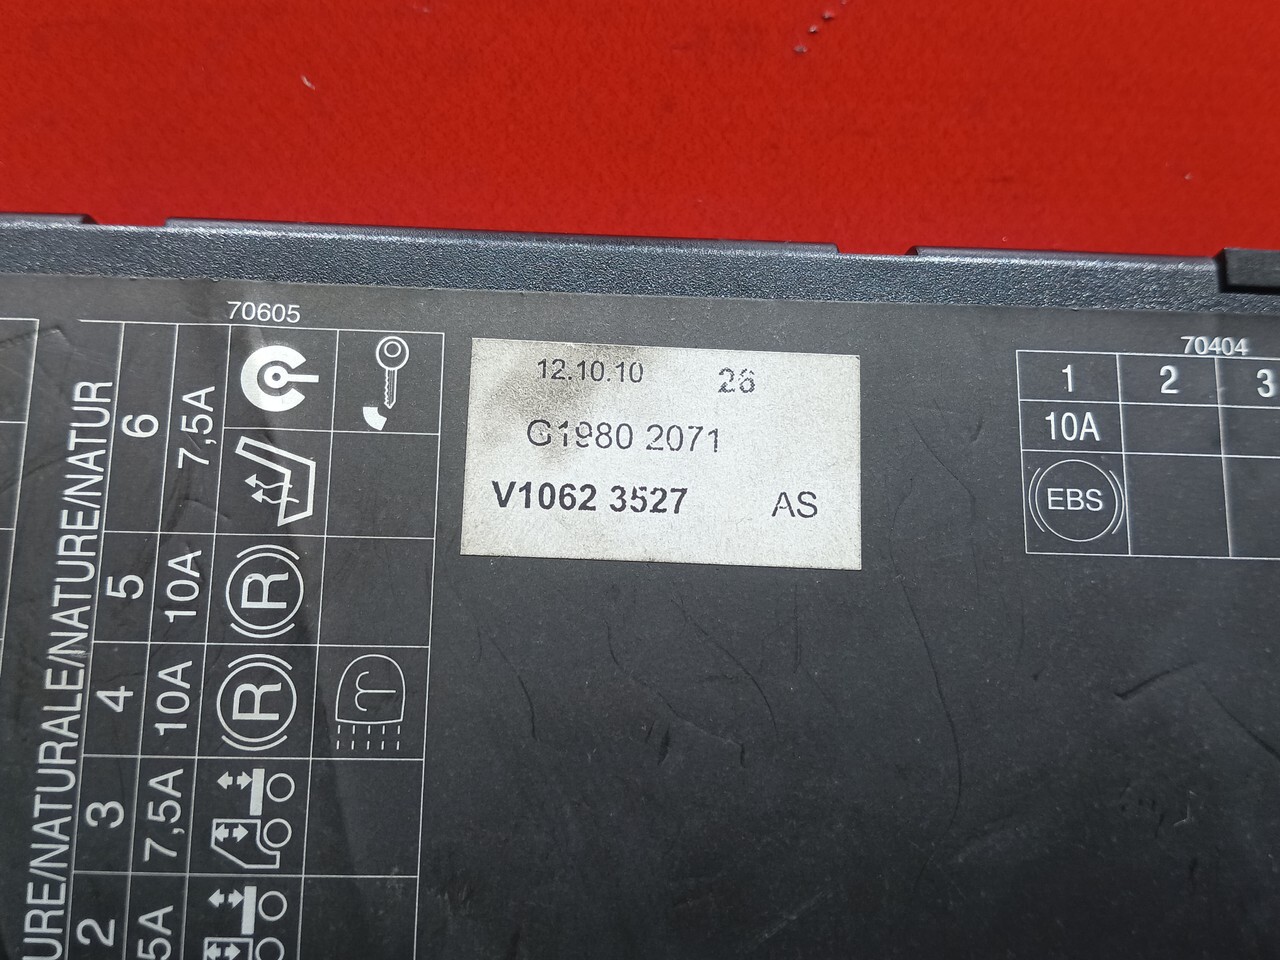 70605
URE/NATURALE/NATURE/NATUR
6
7,5A
5
10A
R
4
10A
R
3
7,5A
2
5A
12.10.10 26
G1980 2071
V1062 3527 AS
70404
1 2 3
10A
EBS